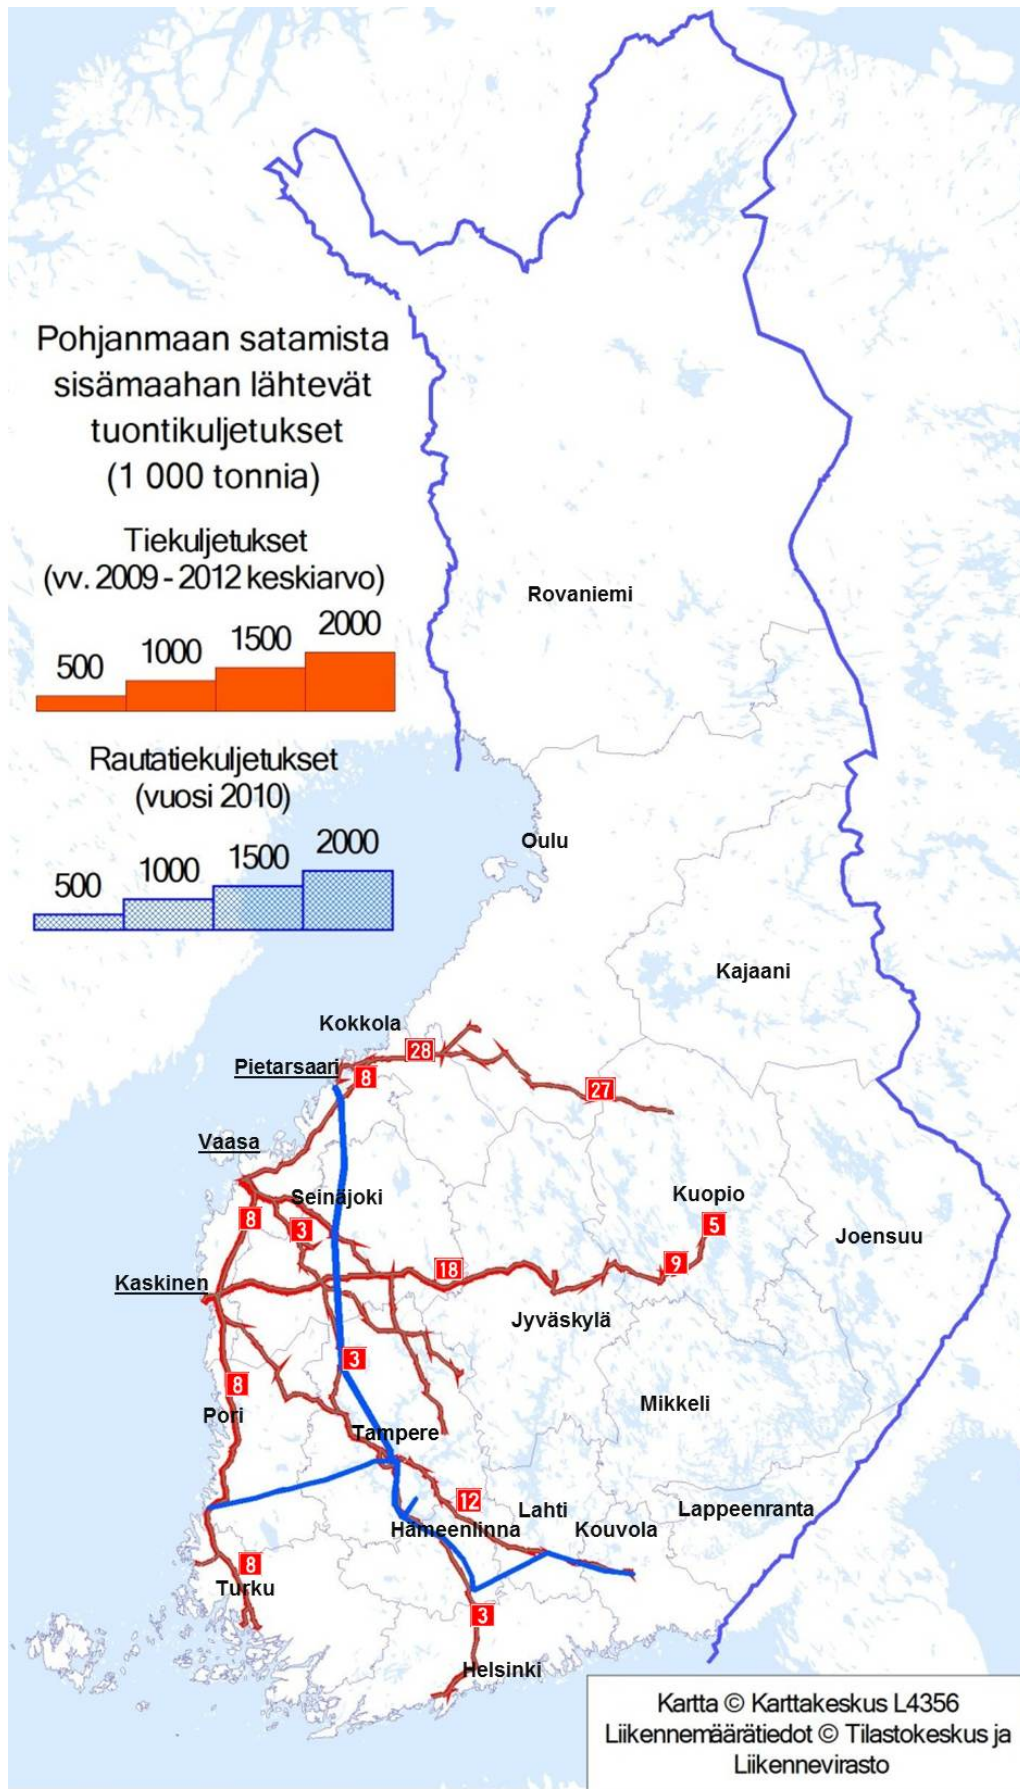 Pohjanmaan satamista
sisämaahan lähtevät
tuontikuljetukset
(1 000 tonnia)
Tiekuljetukset
(vv. 2009 - 2012 keskiarvo)
500
1000
1500
2000
Rautatiekuljetukset
(vuosi 2010)
500
1000
1500
2000
Rovaniemi
Oulu
Kajaani
Kokkola
28
Pietarsaari
8
27
Vaasa
Seinäjoki
Kuopio
8
3
5
Joensuu
18
9
Kaskinen
Jyväskylä
3
8
Mikkeli
Pori
Tampere
12
Lahti
Lappeenranta
Hämeenlinna
Kouvola
8
Turku
3
Helsinki
Kartta © Karttakeskus L4356
Liikennemäärätiedot © Tilastokeskus ja
Liikennevirasto